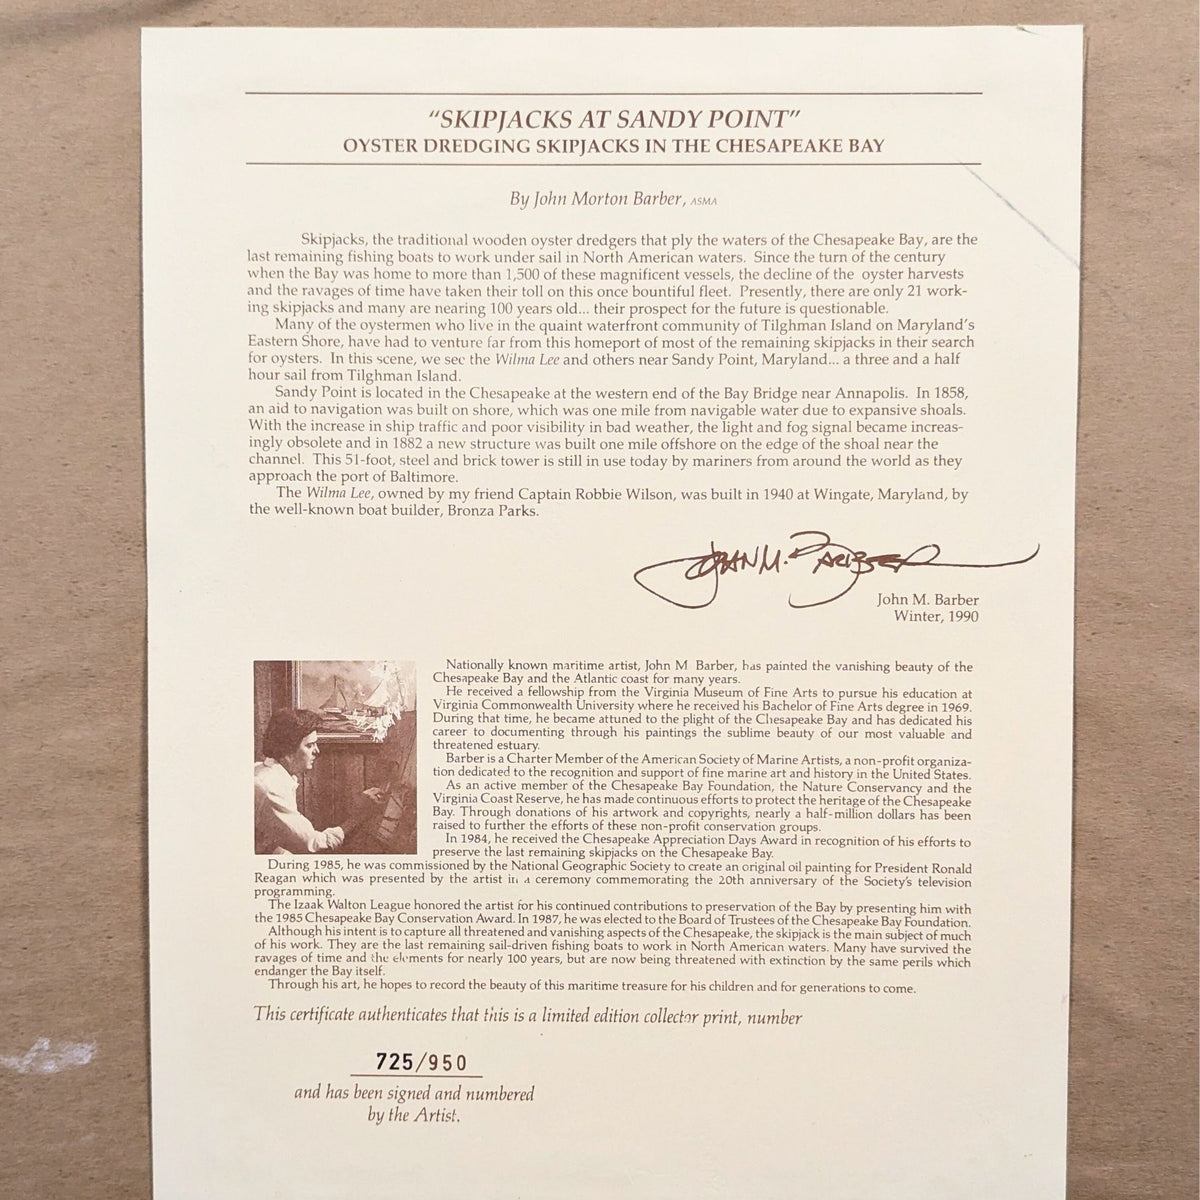 “SKIPJACKS AT SANDY POINT”
OYSTER DREDGING SKIPJACKS IN THE CHESAPEAKE BAY
By John Morton Barber, ASMA
Skipjacks, the traditional wooden oyster dredgers that ply the waters of the Chesapeake Bay, are the
last remaining fishing boats to work under sail in North American waters. Since the turn of the century
when the Bay was home to more than 1,500 of these magnificent vessels, the decline of the oyster harvests
and the ravages of time have taken their toll on this once bountiful fleet. Presently, there are only 21 work-
ing skipjacks and many are nearing 100 years old... their prospect for the future is questionable.
Many of the oystermen who live in the quaint waterfront community of Tilghman Island on Maryland’s
Eastern Shore, have had to venture far from this homeport of most of the remaining skipjacks in their search
for oysters. In this scene, we see the Wilma Lee and others near Sandy Point, Maryland... a three and a half
hour sail from Tilghman Island.
Sandy Point is located in the Chesapeake at the western end of the Bay Bridge near Annapolis. In 1858,
an aid to navigation was built on shore, which was one mile from navigable water due to expansive shoals.
With the increase in ship traffic and poor visibility in bad weather, the light and fog signal became increas-
ingly obsolete and in 1882 a new structure was built one mile offshore on the edge of the shoal near the
channel. This 51-foot, steel and brick tower is still in use today by mariners from around the world as they
approach the port of Baltimore.
The Wilma Lee, owned by my friend Captain Robbie Wilson, was built in 1940 at Wingate, Maryland, by
the well-known boat builder, Bronza Parks.
John M. Barber
John M. Barber
Winter, 1990
Nationally known maritime artist, John M Barber, has painted the vanishing beauty of the
Chesapeake Bay and the Atlantic coast for many years.
He received a fellowship from the Virginia Museum of Fine Arts to pursue his education at
Virginia Commonwealth University where he received his Bachelor of Fine Arts degree in 1969.
During that time, he became attuned to the plight of the Chesapeake Bay and has dedicated his
career to documenting through his paintings the sublime beauty of our most valuable and
threatened estuary.
Barber is a Charter Member of the American Society of Marine Artists, a non-profit organiza-
tion dedicated to the recognition and support of fine marine art and history in the United States.
As an active member of the Chesapeake Bay Foundation, the Nature Conservancy and the
Virginia Coast Reserve, he has made continuous efforts to protect the heritage of the Chesapeake
Bay. Through donations of his artwork and copyrights, nearly a half-million dollars has been
raised to further the efforts of these non-profit conservation groups.
In 1984, he received the Chesapeake Appreciation Days Award in recognition of his efforts to
preserve the last remaining skipjacks on the Chesapeake Bay.
During 1985, he was commissioned by the National Geographic Society to create an original oil painting for President Ronald
Reagan which was presented by the artist in a ceremony commemorating the 20th anniversary of the Society’s television
programming.
The Izaak Walton League honored the artist for his continued contributions to preservation of the Bay by presenting him with
the 1985 Chesapeake Bay Conservation Award. In 1987, he was elected to the Board of Trustees of the Chesapeake Bay Foundation.
Although his intent is to capture all threatened and vanishing aspects of the Chesapeake, the skipjack is the main subject of much
of his work. They are the last remaining sail-driven fishing boats to work in North American waters. Many have survived the
ravages of time and the elements for nearly 100 years, but are now being threatened with extinction by the same perils which
endanger the Bay itself.
Through his art, he hopes to record the beauty of this maritime treasure for his children and for generations to come.
This certificate authenticates that this is a limited edition collector print, number
725/950
and has been signed and numbered
by the Artist.